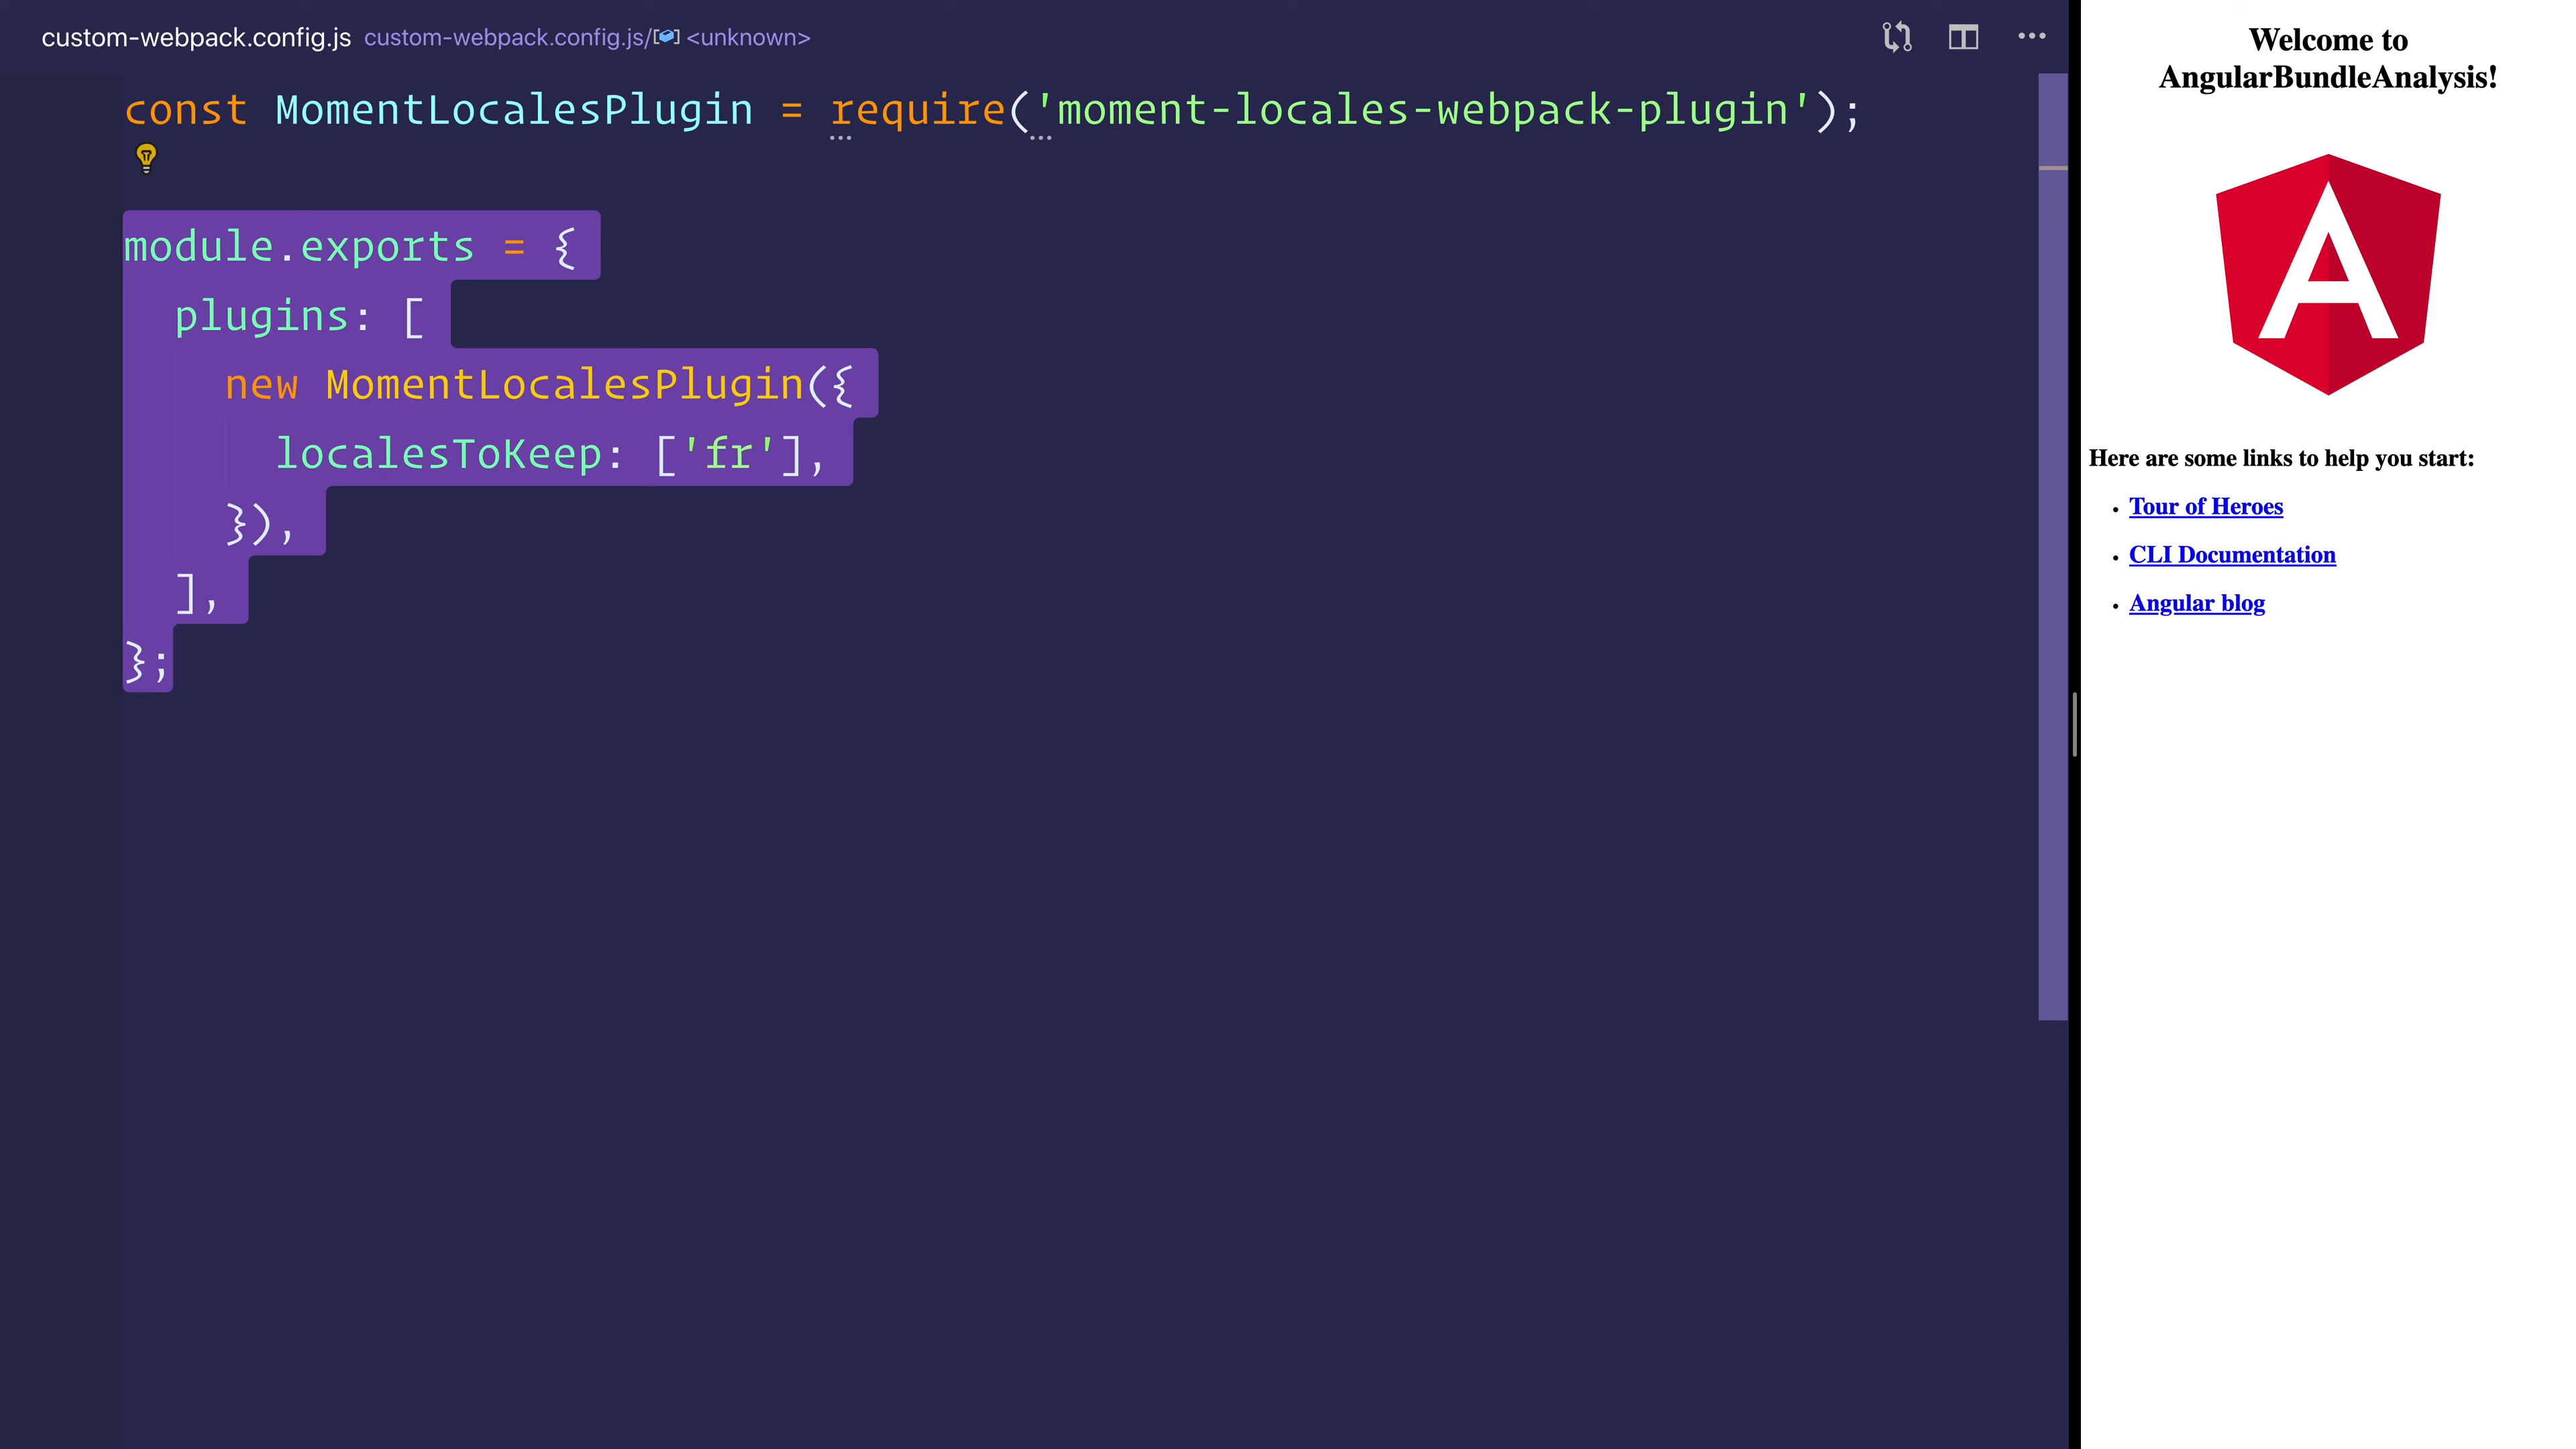 custom-webpack.config.js custom-webpack.config.js/ <unknown>
const MomentLocalesPlugin = require('moment-locales-webpack-plugin');
module.exports = {
  plugins: [
    new MomentLocalesPlugin({
      localesToKeep: ['fr'],
    }),
  ],
};
Welcome to
AngularBundleAnalysis!
A
Here are some links to help you start:
Tour of Heroes
CLI Documentation
Angular blog